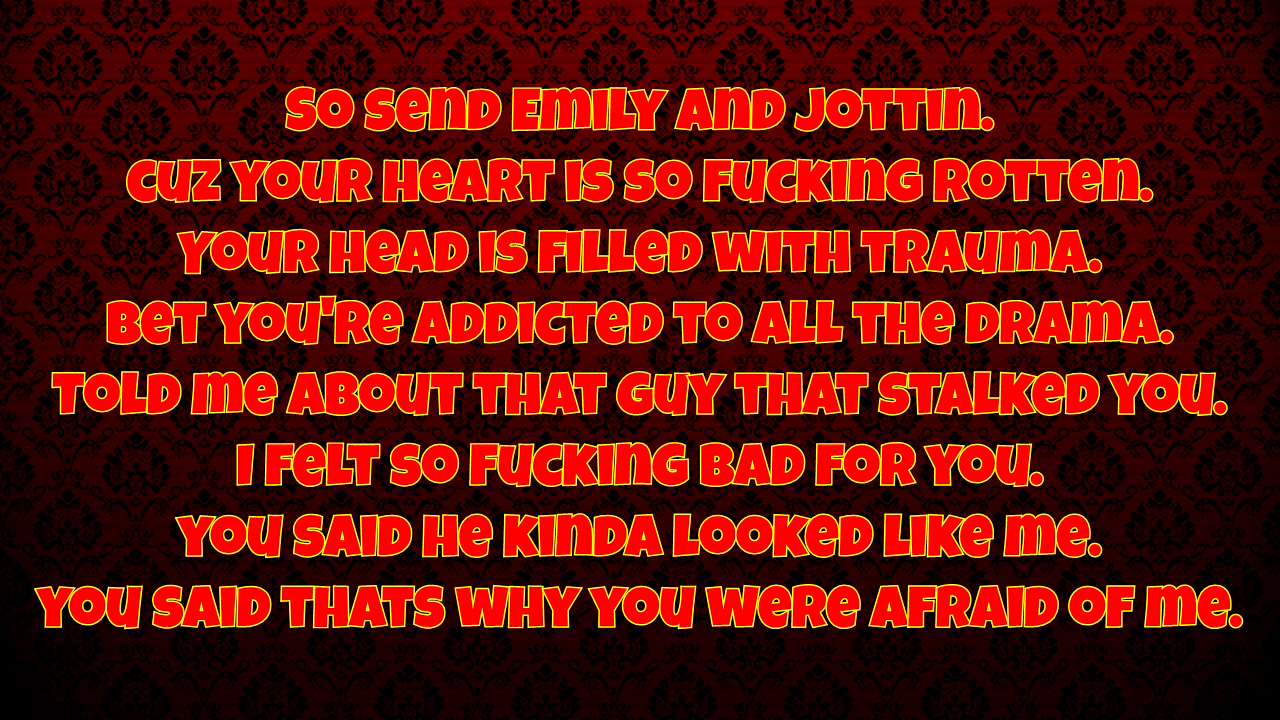 So send Emily and Jottin.
Cuz your heart is so fucking rotten.
Your head is filled with trauma.
Bet you're addicted to all the drama.
Told me about that guy that stalked you.
I felt so fucking bad for you.
You said he kinda looked like me.
You said thats why you were afraid of me.